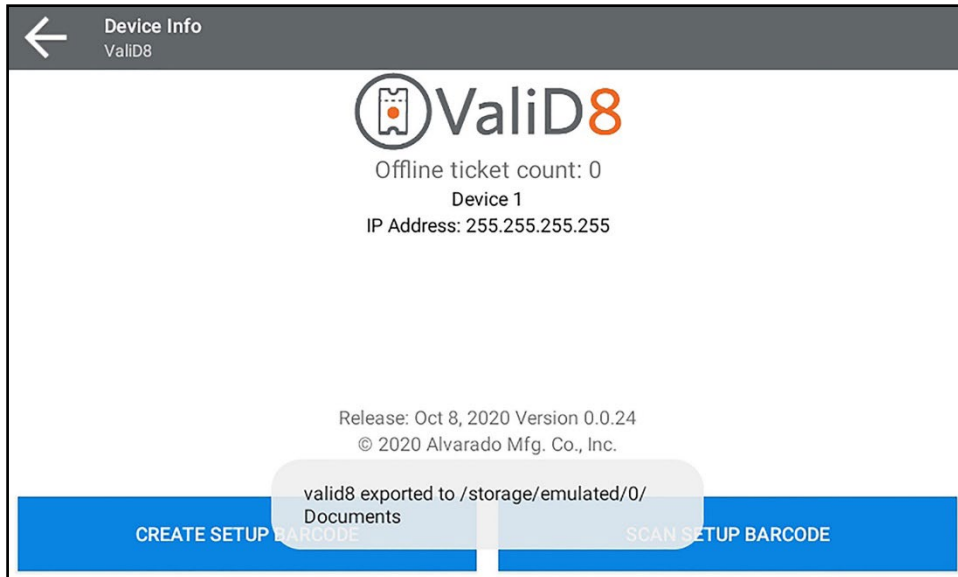 Device Info
ValiD8
ValiD8
Offline ticket count: 0
Device 1
IP Address: 255.255.255.255
Release: Oct 8, 2020 Version 0.0.24
© 2020 Alvarado Mfg. Co., Inc.
valid8 exported to /storage/emulated/0/
Documents
CREATE SETUP BARCODE
SCAN SETUP BARCODE